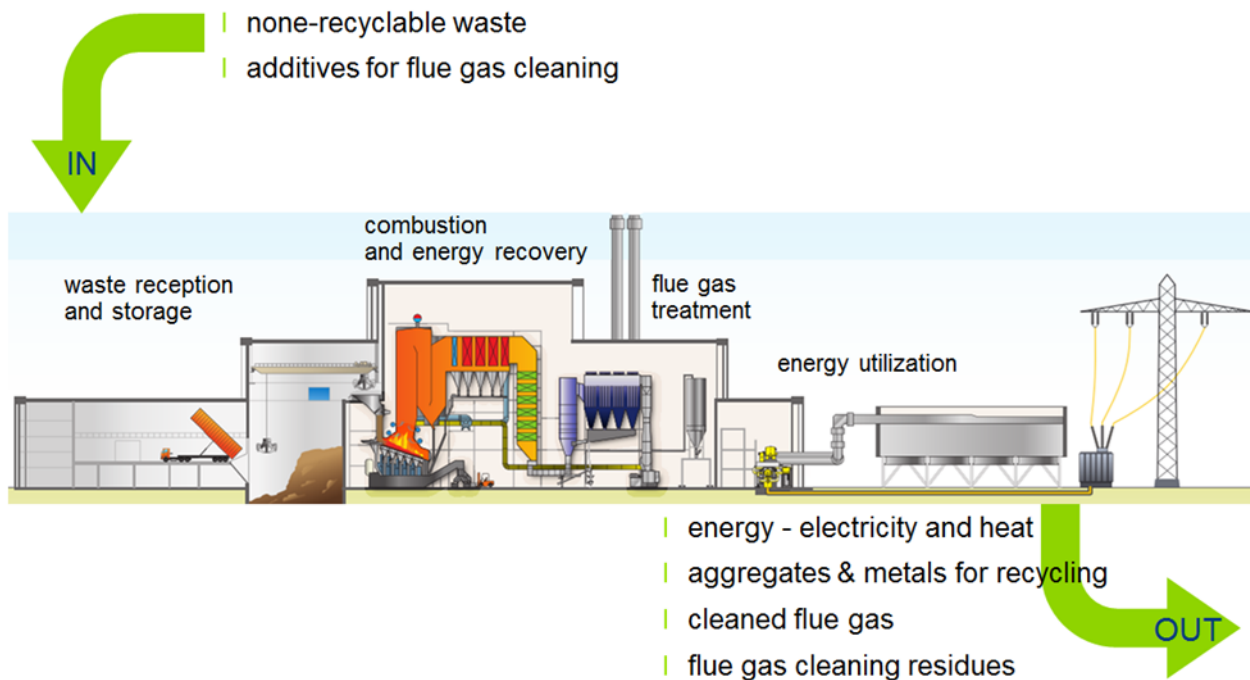 none-recyclable waste
additives for flue gas cleaning
IN
combustion
and energy recovery
waste reception
and storage
flue gas
treatment
energy utilization
energy - electricity and heat
aggregates & metals for recycling
cleaned flue gas
flue gas cleaning residues
OUT